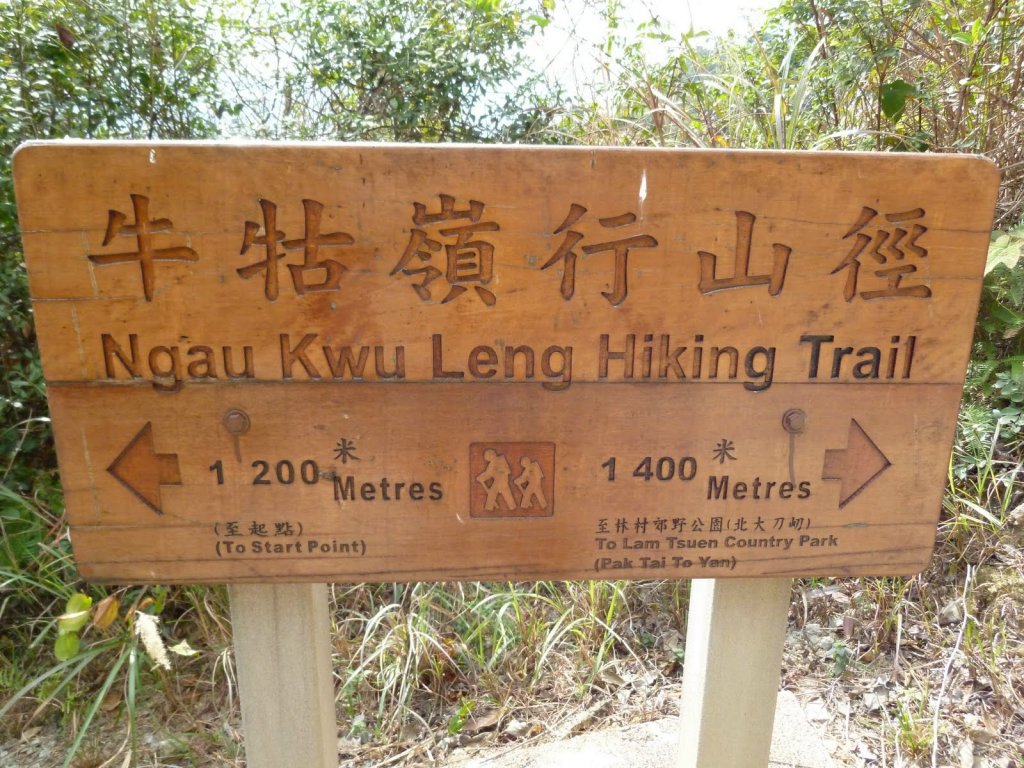 牛牯嶺行山徑
Ngau Kwu Leng Hiking Trail
1 200 米 Metres
(至起點)
(To Start Point)
1 400 米 Metres
至林村郊野公園(北大刀屻)
To Lam Tsuen Country Park
(Pak Tai To Yan)